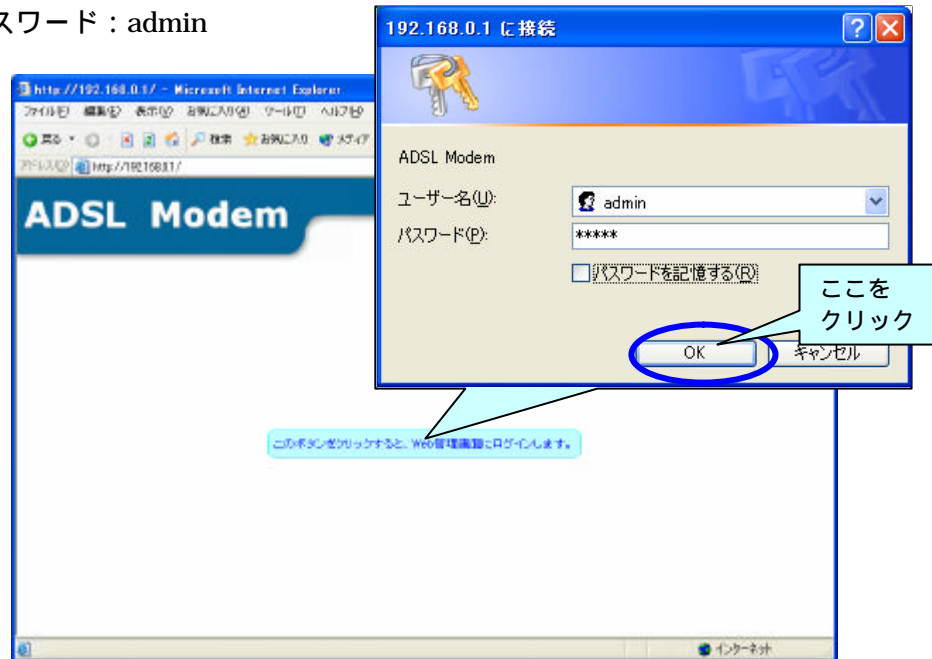 スワード：admin
192.168.0.1 に接続
http://192.168.0.1/ - Microsoft Internet Explorer
ファイル(F) 編集(E) 表示(V) お気に入り(A) ツール(T) ヘルプ(H)
戻る 検索 お気に入り メディア
アドレス(D) http://192.168.0.1/
ADSL Modem
ADSL Modem
ユーザー名(U):
admin
パスワード(P):
*****
パスワードを記憶する(R)
ここを
クリック
OK
キャンセル
このボタンをクリックすると、Web管理画面にログインします。
インターネット